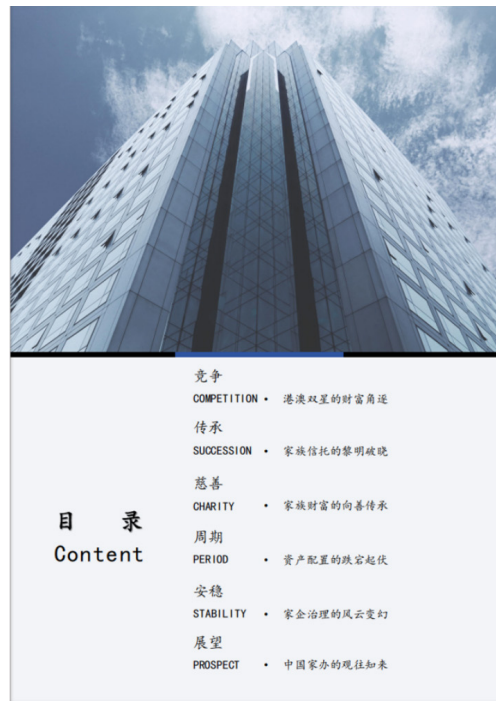 目 录
Content
竞争
COMPETITION • 港澳双星的财富角逐
传承
SUCCESSION • 家族信托的黎明破晓
慈善
CHARITY • 家族财富的向善传承
周期
PERIOD • 资产配置的跌宕起伏
安稳
STABILITY • 家企治理的风云变幻
展望
PROSPECT • 中国家办的观往知来